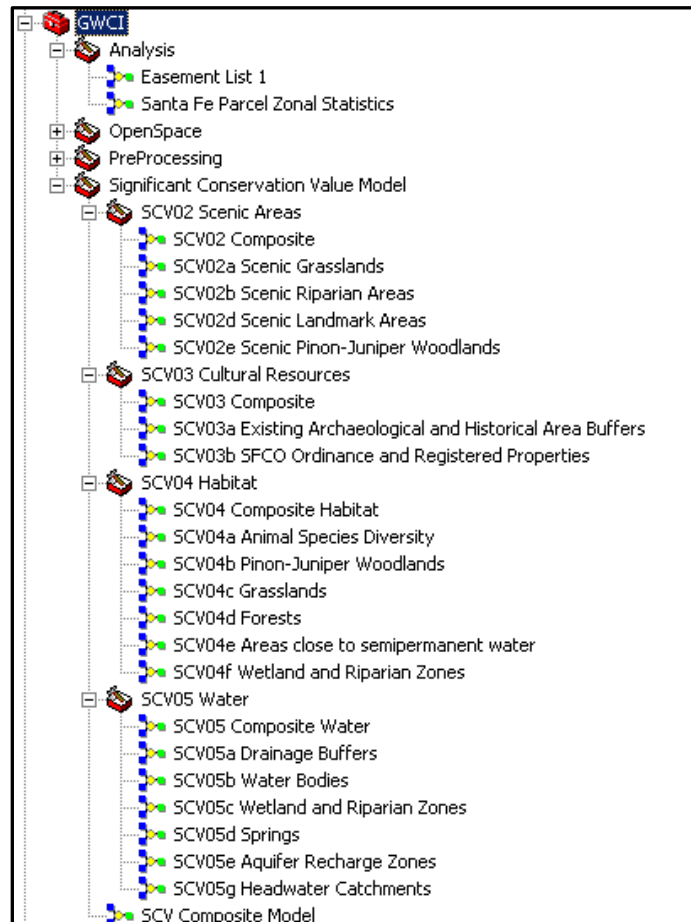 GWCI
Analysis
Easement List 1
Santa Fe Parcel Zonal Statistics
OpenSpace
PreProcessing
Significant Conservation Value Model
SCV02 Scenic Areas
SCV02 Composite
SCV02a Scenic Grasslands
SCV02b Scenic Riparian Areas
SCV02d Scenic Landmark Areas
SCV02e Scenic Pinon-Juniper Woodlands
SCV03 Cultural Resources
SCV03 Composite
SCV03a Existing Archaeological and Historical Area Buffers
SCV03b SFCO Ordinance and Registered Properties
SCV04 Habitat
SCV04 Composite Habitat
SCV04a Animal Species Diversity
SCV04b Pinon-Juniper Woodlands
SCV04c Grasslands
SCV04d Forests
SCV04e Areas close to semipermanent water
SCV04f Wetland and Riparian Zones
SCV05 Water
SCV05 Composite Water
SCV05a Drainage Buffers
SCV05b Water Bodies
SCV05c Wetland and Riparian Zones
SCV05d Springs
SCV05e Aquifer Recharge Zones
SCV05g Headwater Catchments
SCV Composite Model